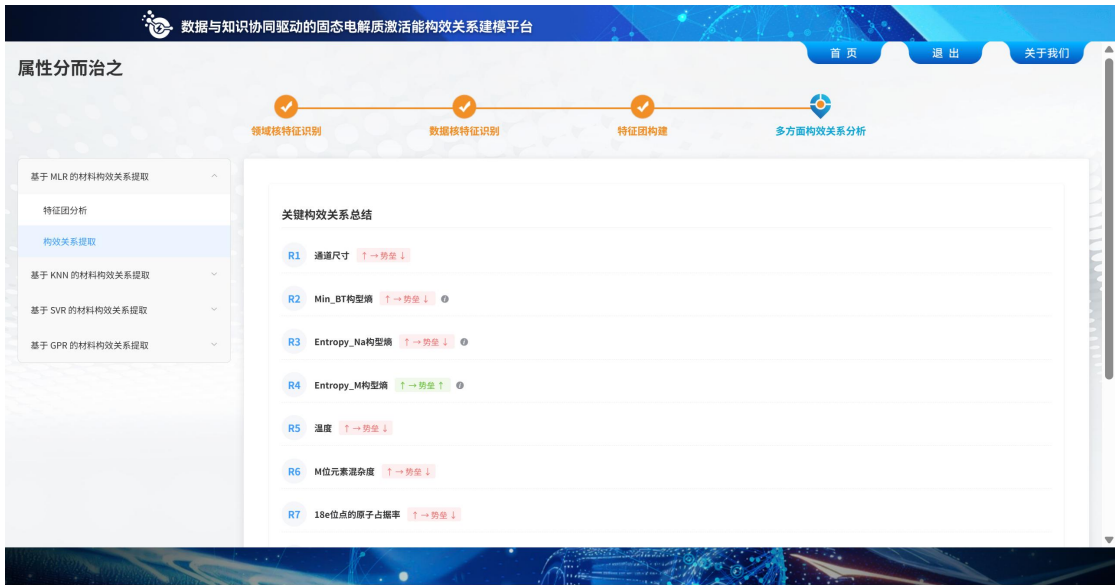 数据与知识协同驱动的固态电解质激活能构效关系建模平台
首 页
退 出
关于我们
属性分而治之
领域核特征识别
数据核特征识别
特征团构建
多方面构效关系分析
基于 MLR 的材料构效关系提取
特征团分析
构效关系提取
基于 KNN 的材料构效关系提取
基于 SVR 的材料构效关系提取
基于 GPR 的材料构效关系提取
关键构效关系总结
R1 通道尺寸 ↑→势垒↓
R2 Min_BT构型熵 ↑→势垒↓
R3 Entropy_Na构型熵 ↑→势垒↓
R4 Entropy_M构型熵 ↑→势垒↑
R5 温度 ↑→势垒↓
R6 M位元素混杂度 ↑→势垒↓
R7 18e位点的原子占据率 ↑→势垒↓